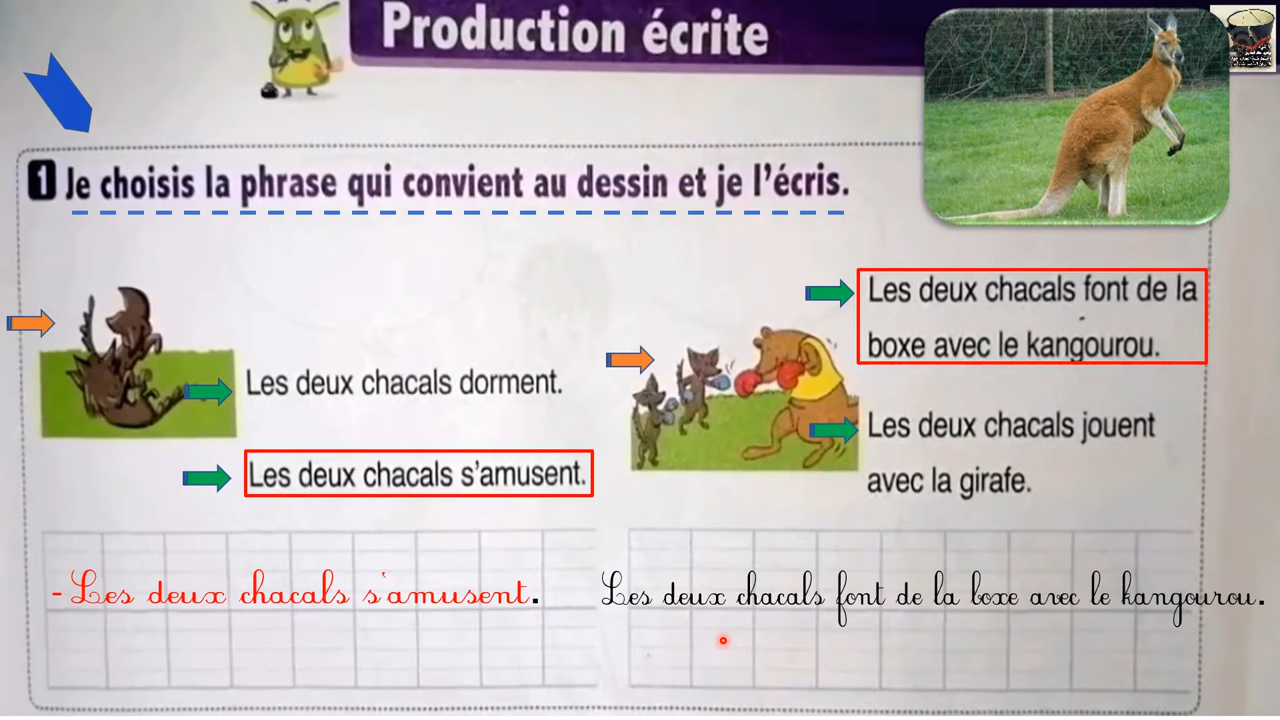 Production écrite
1 Je choisis la phrase qui convient au dessin et je l'écris.
Les deux chacals dorment.
Les deux chacals s'amusent.
Les deux chacals font de la
boxe avec le kangourou.
Les deux chacals jouent
avec la girafe.
- Les deux chacals s'amusent.
Les deux chacals font de la boxe avec le kangourou.